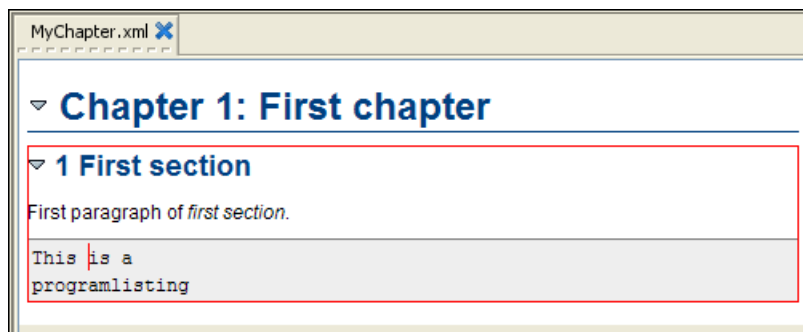 MyChapter.xml
Chapter 1: First chapter
1 First section
First paragraph of first section.
This is a
programlisting